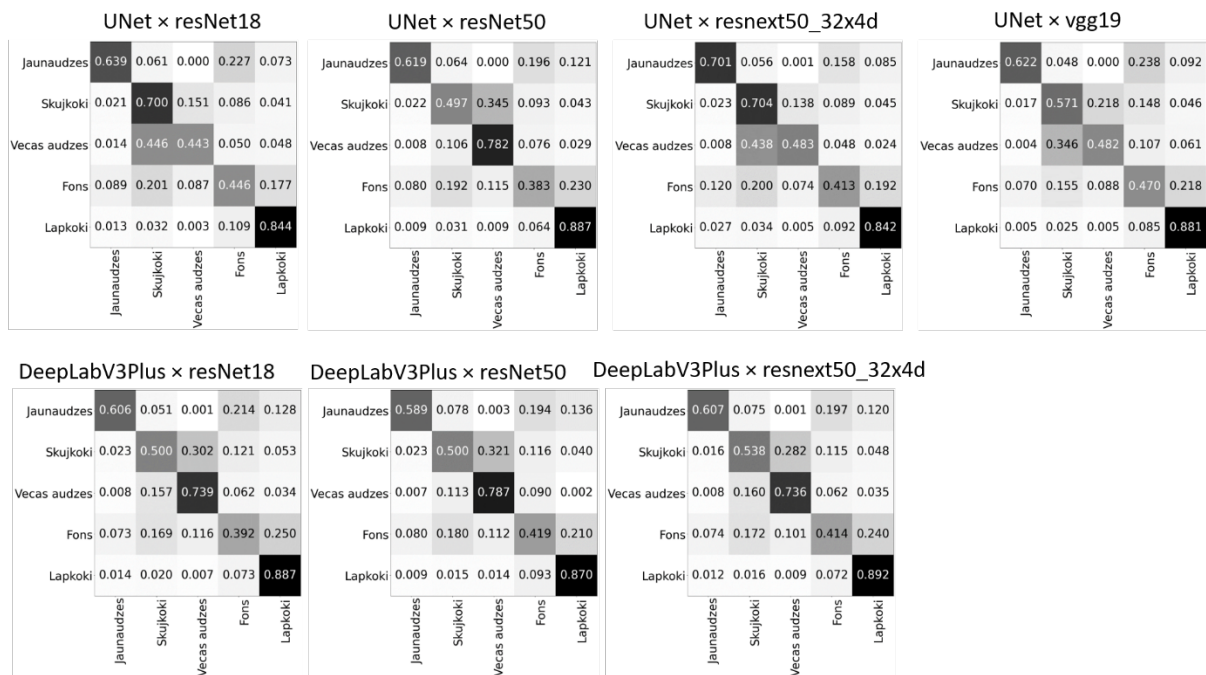 UNet × resNet18
Jaunaudzes 0.639 0.061 0.000 0.227 0.073
Skujkoki 0.021 0.700 0.151 0.086 0.041
Vecas audzes 0.014 0.446 0.443 0.050 0.048
Fons 0.089 0.201 0.087 0.446 0.177
Lapkoki 0.013 0.032 0.003 0.109 0.844
Jaunaudzes Skujkoki Vecas audzes Fons Lapkoki
UNet × resNet50
Jaunaudzes 0.619 0.064 0.000 0.196 0.121
Skujkoki 0.022 0.497 0.345 0.093 0.043
Vecas audzes 0.008 0.106 0.782 0.076 0.029
Fons 0.080 0.192 0.115 0.383 0.230
Lapkoki 0.009 0.031 0.009 0.064 0.887
Jaunaudzes Skujkoki Vecas audzes Fons Lapkoki
UNet × resnext50_32x4d
Jaunaudzes 0.701 0.056 0.001 0.158 0.085
Skujkoki 0.023 0.704 0.138 0.089 0.045
Vecas audzes 0.008 0.438 0.483 0.048 0.024
Fons 0.120 0.200 0.074 0.413 0.192
Lapkoki 0.027 0.034 0.005 0.092 0.842
Jaunaudzes Skujkoki Vecas audzes Fons Lapkoki
UNet × vgg19
Jaunaudzes 0.622 0.048 0.000 0.238 0.092
Skujkoki 0.017 0.571 0.218 0.148 0.046
Vecas audzes 0.004 0.346 0.482 0.107 0.061
Fons 0.070 0.155 0.088 0.470 0.218
Lapkoki 0.005 0.025 0.005 0.085 0.881
Jaunaudzes Skujkoki Vecas audzes Fons Lapkoki
DeepLabV3Plus × resNet18
Jaunaudzes 0.606 0.051 0.001 0.214 0.128
Skujkoki 0.023 0.500 0.302 0.121 0.053
Vecas audzes 0.008 0.157 0.739 0.062 0.034
Fons 0.073 0.169 0.116 0.392 0.250
Lapkoki 0.014 0.020 0.007 0.073 0.887
Jaunaudzes Skujkoki Vecas audzes Fons Lapkoki
DeepLabV3Plus × resNet50
Jaunaudzes 0.589 0.078 0.003 0.194 0.136
Skujkoki 0.023 0.500 0.321 0.116 0.040
Vecas audzes 0.007 0.113 0.787 0.090 0.002
Fons 0.080 0.180 0.112 0.419 0.210
Lapkoki 0.009 0.015 0.014 0.093 0.870
Jaunaudzes Skujkoki Vecas audzes Fons Lapkoki
DeepLabV3Plus × resnext50_32x4d
Jaunaudzes 0.607 0.075 0.001 0.197 0.120
Skujkoki 0.016 0.538 0.282 0.115 0.048
Vecas audzes 0.008 0.160 0.736 0.062 0.035
Fons 0.074 0.172 0.101 0.414 0.240
Lapkoki 0.012 0.016 0.009 0.072 0.892
Jaunaudzes Skujkoki Vecas audzes Fons Lapkoki